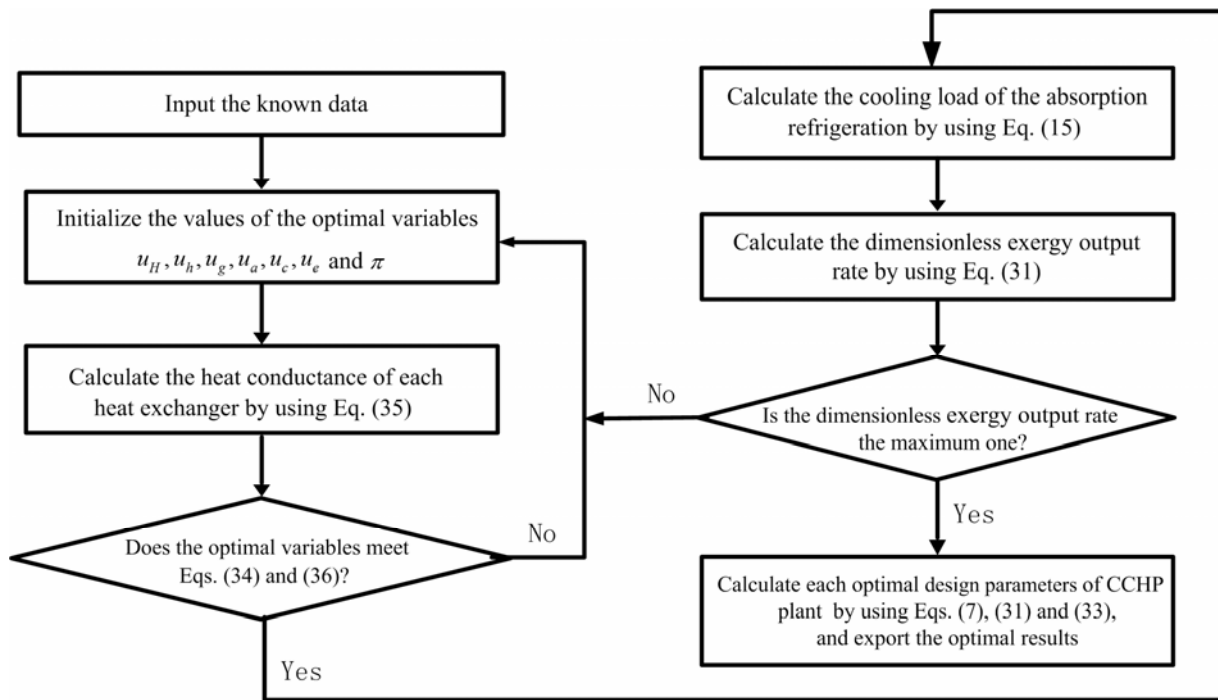 Input the known data
Initialize the values of the optimal variables
u_H, u_h, u_g, u_a, u_c, u_e and π
Calculate the heat conductance of each
heat exchanger by using Eq. (35)
Does the optimal variables meet
Eqs. (34) and (36)?
No
Yes
Calculate the cooling load of the absorption
refrigeration by using Eq. (15)
Calculate the dimensionless exergy output
rate by using Eq. (31)
Is the dimensionless exergy output rate
the maximum one?
No
Yes
Calculate each optimal design parameters of CCHP
plant by using Eqs. (7), (31) and (33),
and export the optimal results